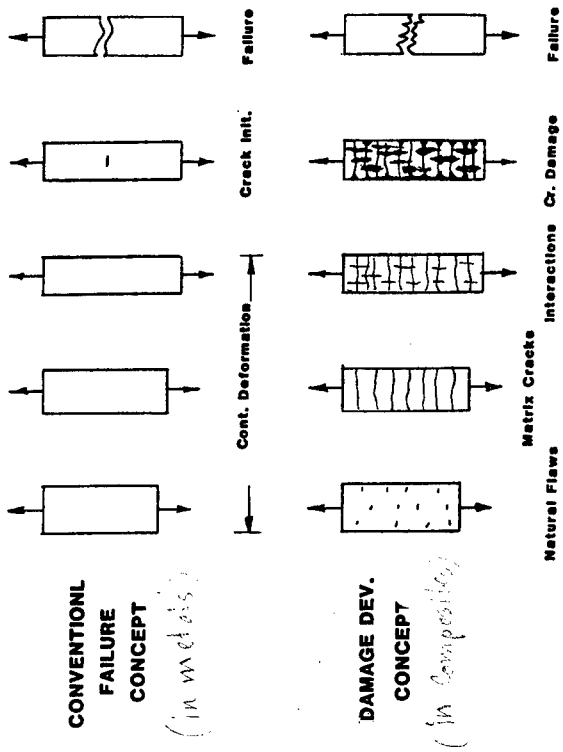 CONVENTIONL
FAILURE
CONCEPT
(in metals)
Cont. Deformation
Crack Init.
Failure
DAMAGE DEV.
CONCEPT
(in composites)
Natural Flaws
Matrix Cracks
Interactions
Cr. Damage
Failure